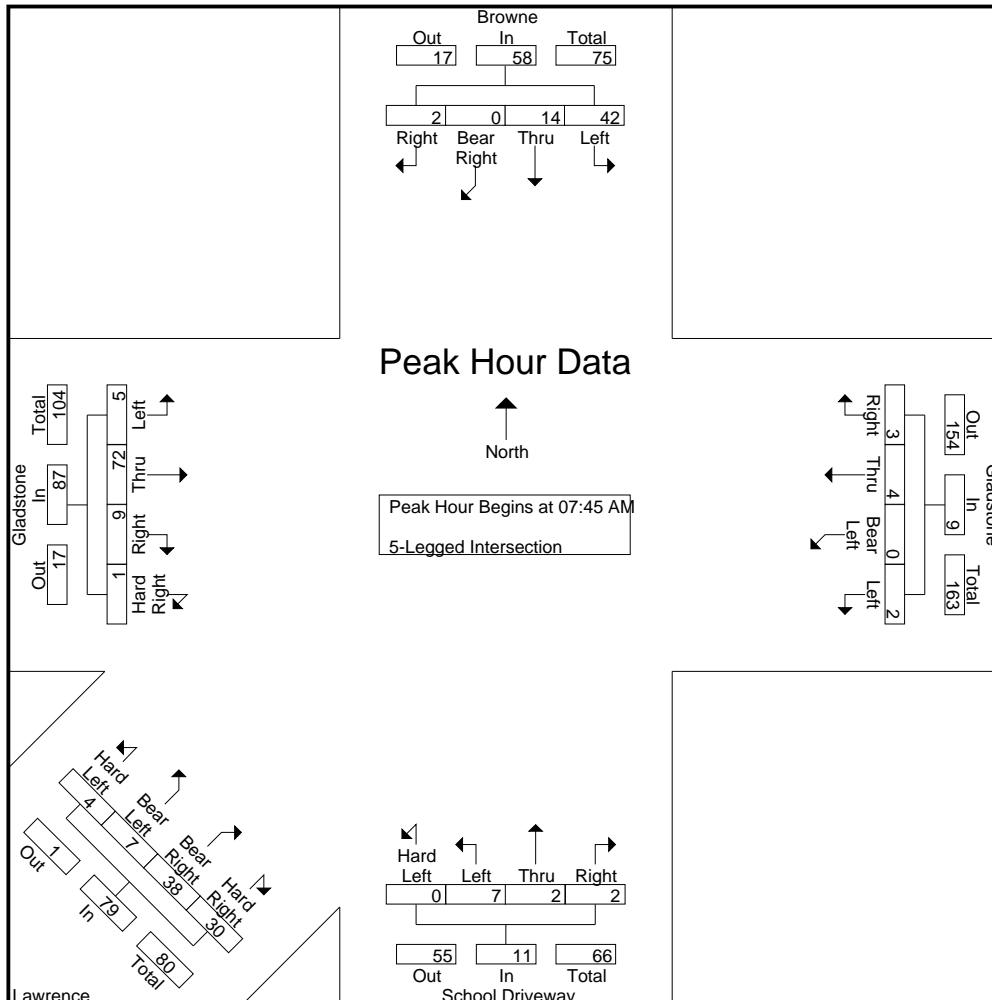 Browne
Out In Total
17 58 75
2 0 14 42
Right Bear Right Thru Left
Peak Hour Data
North
Peak Hour Begins at 07:45 AM
5-Legged Intersection
Gladstone
Total In Out
104 87 17
5 72 9 1
Left Thru Right Hard Right
Gladstone
Out In Total
154 9 163
3 4 0 2
Right Thru Bear Left Left
Hard Left Bear Left Bear Right Hard Right
4 7 38 30
1 79 80
Out In Total
Lawrence
Hard Left Left Thru Right
0 7 2 2
55 11 66
Out In Total
School Driveway